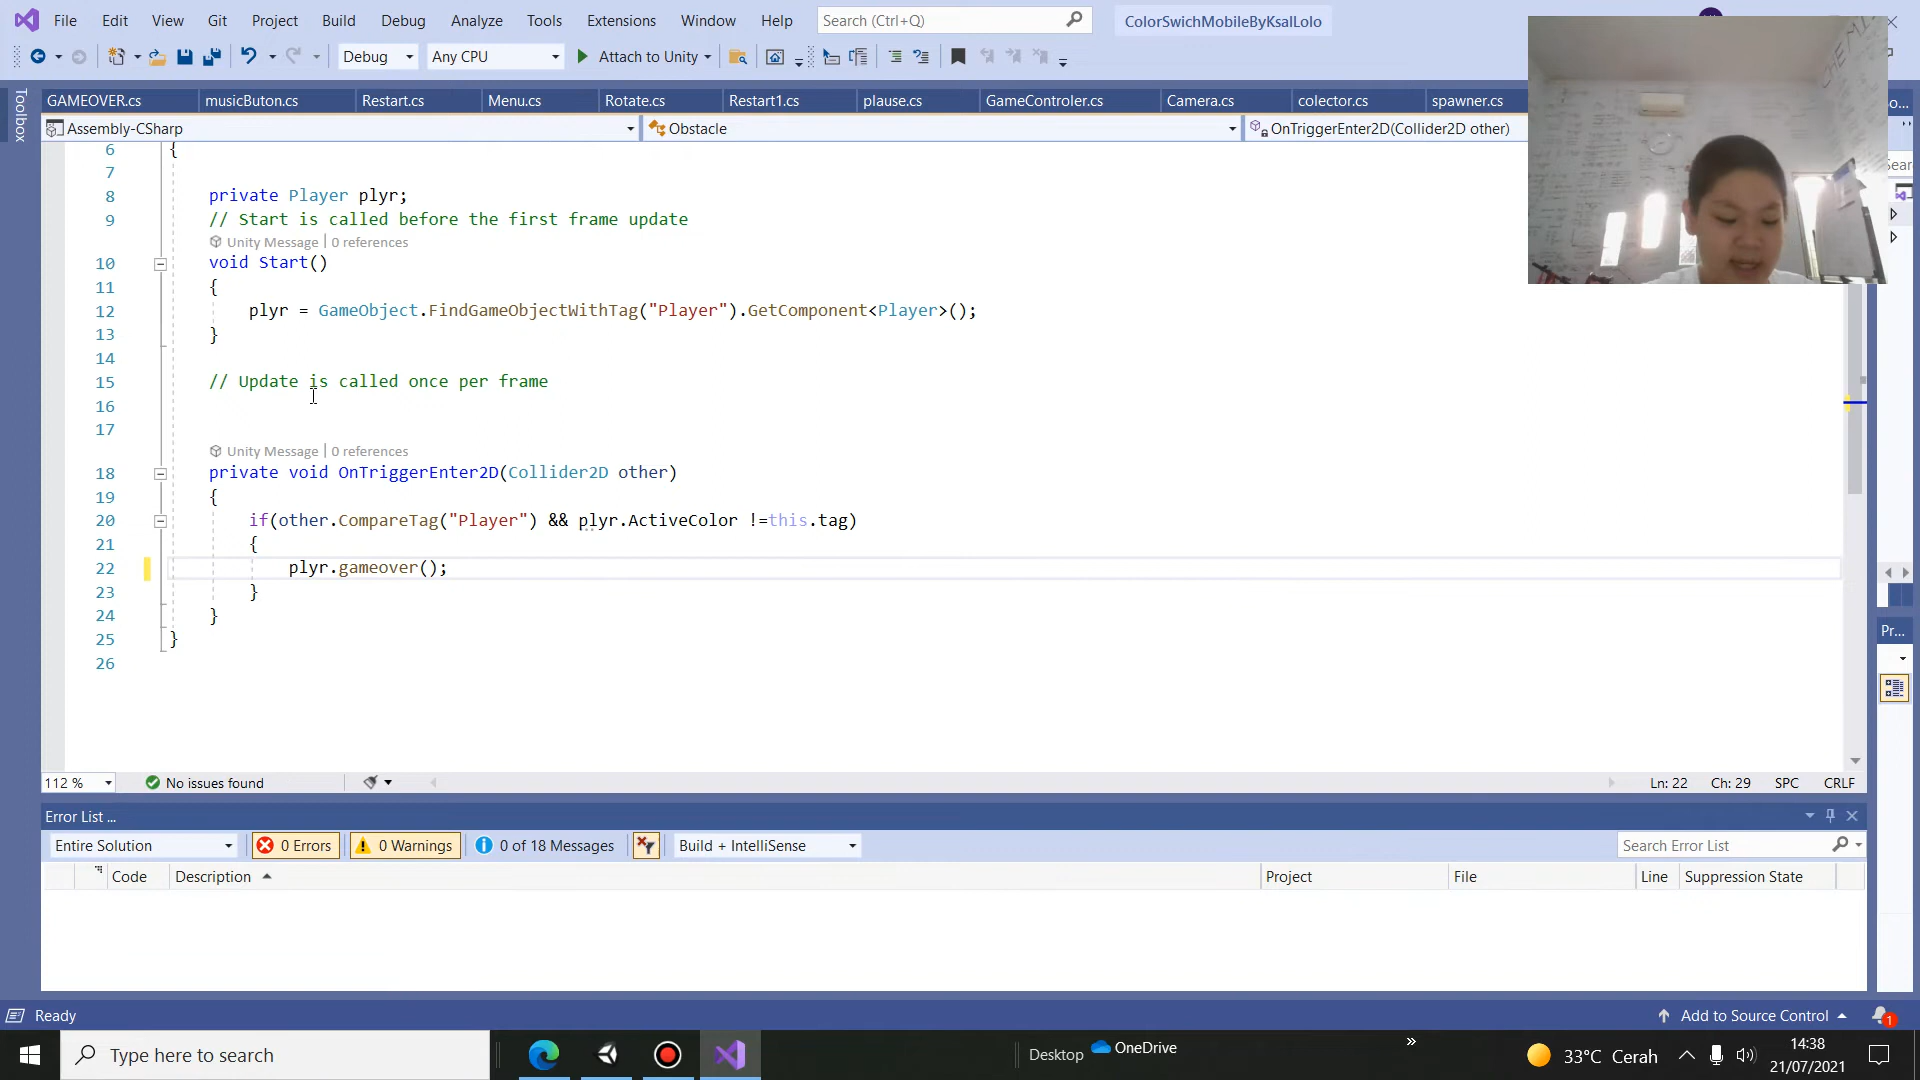 File Edit View Git Project Build Debug Analyze Tools Extensions Window Help Search (Ctrl+Q) ColorSwichMobileByKsalLolo
Debug Any CPU Attach to Unity
Toolbox
GAMEOVER.cs musicButon.cs Restart.cs Menu.cs Rotate.cs Restart1.cs plause.cs GameControler.cs Camera.cs colector.cs spawner.cs
Assembly-CSharp Obstacle OnTriggerEnter2D(Collider2D other)
6 {
7
8 private Player plyr;
9 // Start is called before the first frame update
Unity Message | 0 references
10 void Start()
11 {
12 plyr = GameObject.FindGameObjectWithTag("Player").GetComponent<Player>();
13 }
14
15 // Update is called once per frame
16
17
Unity Message | 0 references
18 private void OnTriggerEnter2D(Collider2D other)
19 {
20 if(other.CompareTag("Player") && plyr.ActiveColor !=this.tag)
21 {
22 plyr.gameover();
23 }
24 }
25 }
26
112 % No issues found Ln: 22 Ch: 29 SPC CRLF
Pr...
Error List ...
Entire Solution 0 Errors 0 Warnings 0 of 18 Messages Build + IntelliSense Search Error List
Code Description Project File Line Suppression State
Ready Add to Source Control 1
Type here to search Desktop OneDrive » 33°C Cerah 14:38
21/07/2021